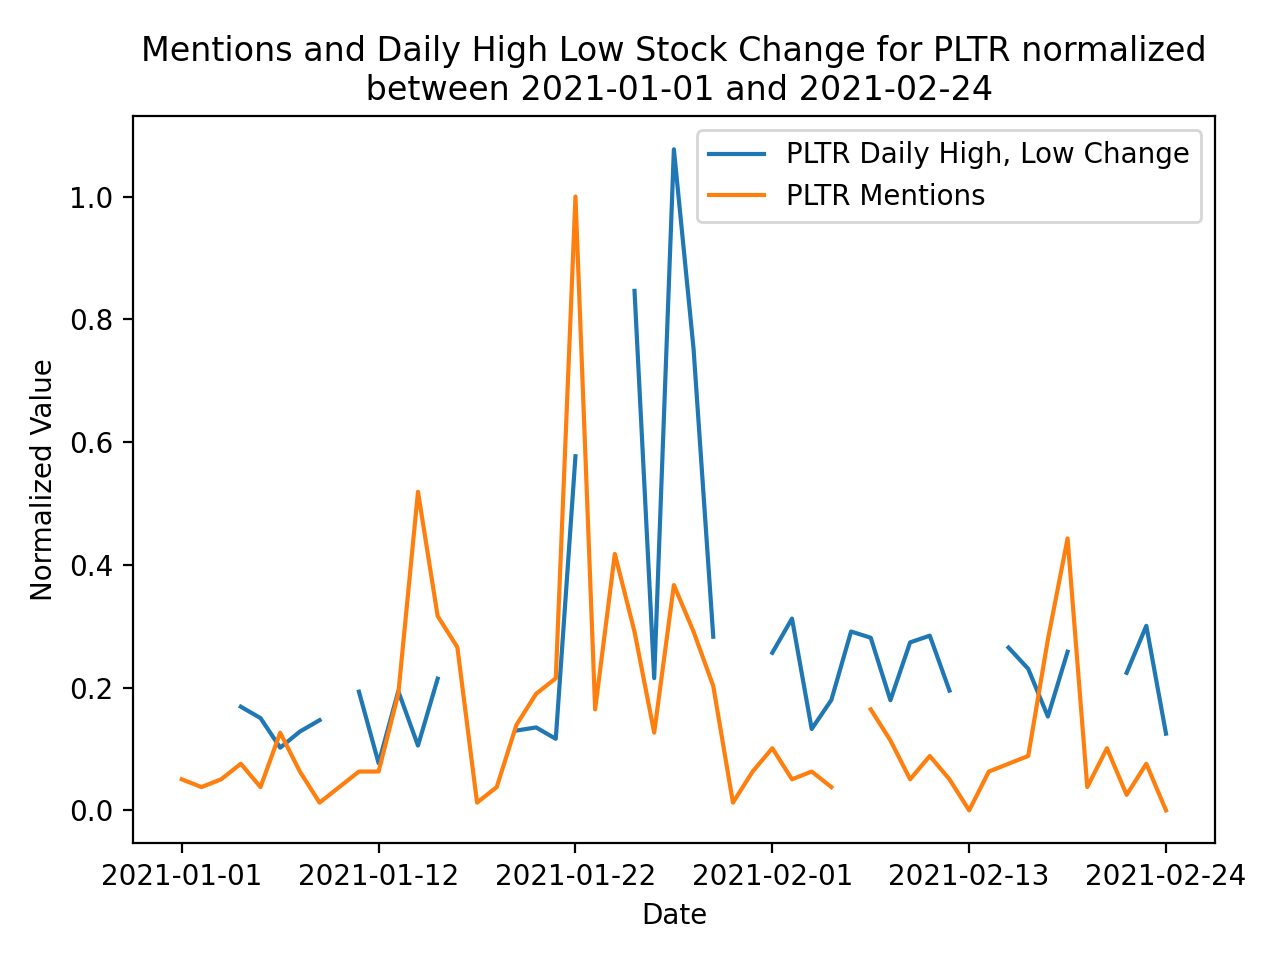 Mentions and Daily High Low Stock Change for PLTR normalized
between 2021-01-01 and 2021-02-24
PLTR Daily High, Low Change
PLTR Mentions
1.0
0.8
0.6
0.4
0.2
0.0
Normalized Value
2021-01-01 2021-01-12 2021-01-22 2021-02-01 2021-02-13 2021-02-24
Date